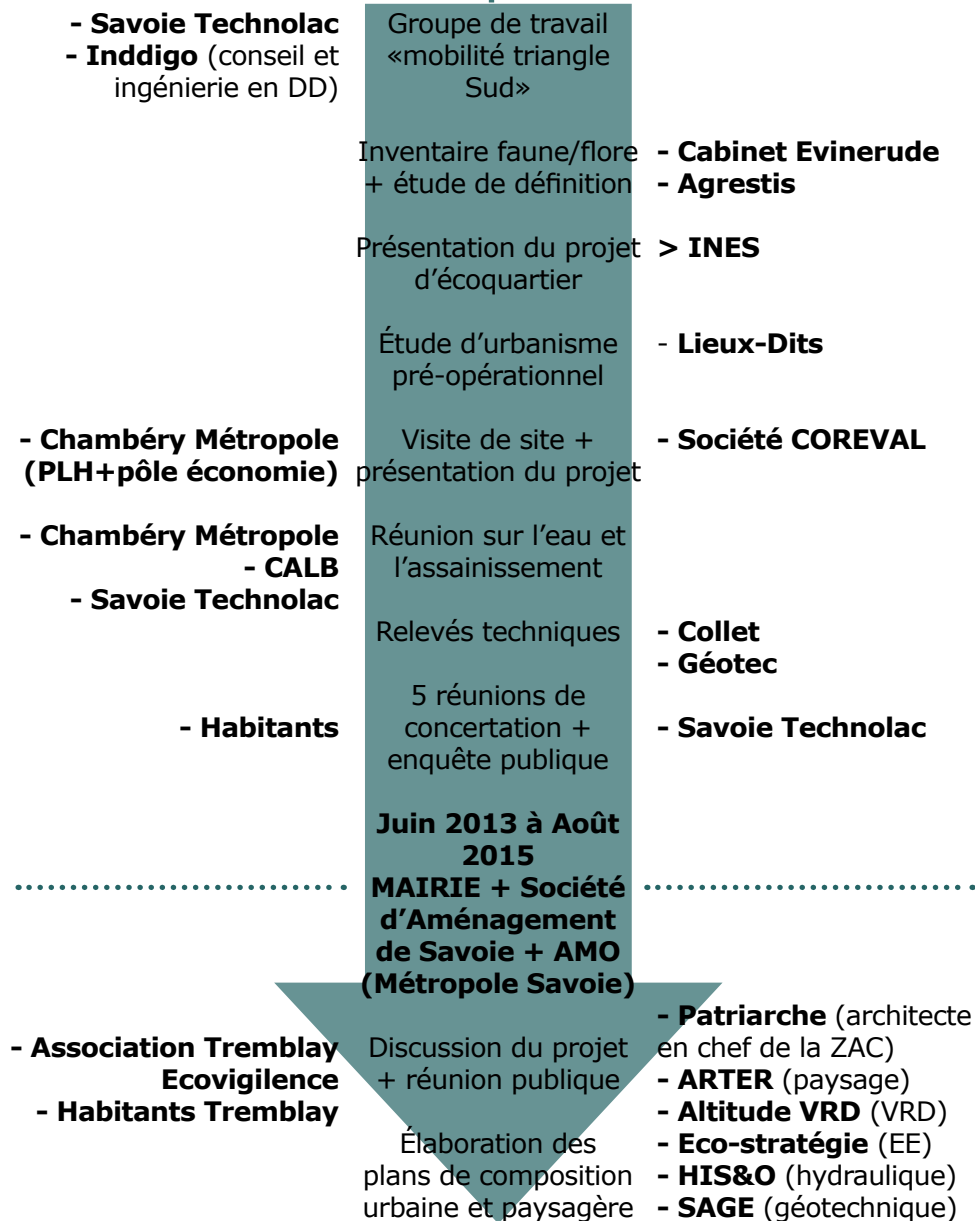 - Savoie Technolac
- Inddigo (conseil et
ingénierie en DD)
Groupe de travail
«mobilité triangle
Sud»
Inventaire faune/flore
+ étude de définition
- Cabinet Evinerude
- Agrestis
Présentation du projet
d'écoquartier
> INES
Étude d'urbanisme
pré-opérationnel
- Lieux-Dits
- Chambéry Métropole
(PLH+pôle économie)
Visite de site +
présentation du projet
- Société COREVAL
- Chambéry Métropole
- CALB
- Savoie Technolac
Réunion sur l'eau et
l'assainissement
Relevés techniques
- Collet
- Géotec
- Habitants
5 réunions de
concertation +
enquête publique
- Savoie Technolac
Juin 2013 à Août
2015
MAIRIE + Société
d'Aménagement
de Savoie + AMO
(Métropole Savoie)
- Association Tremblay
Ecovigilence
- Habitants Tremblay
Discussion du projet
+ réunion publique
Élaboration des
plans de composition
urbaine et paysagère
- Patriarche (architecte
en chef de la ZAC)
- ARTER (paysage)
- Altitude VRD (VRD)
- Eco-stratégie (EE)
- HIS&O (hydraulique)
- SAGE (géotechnique)